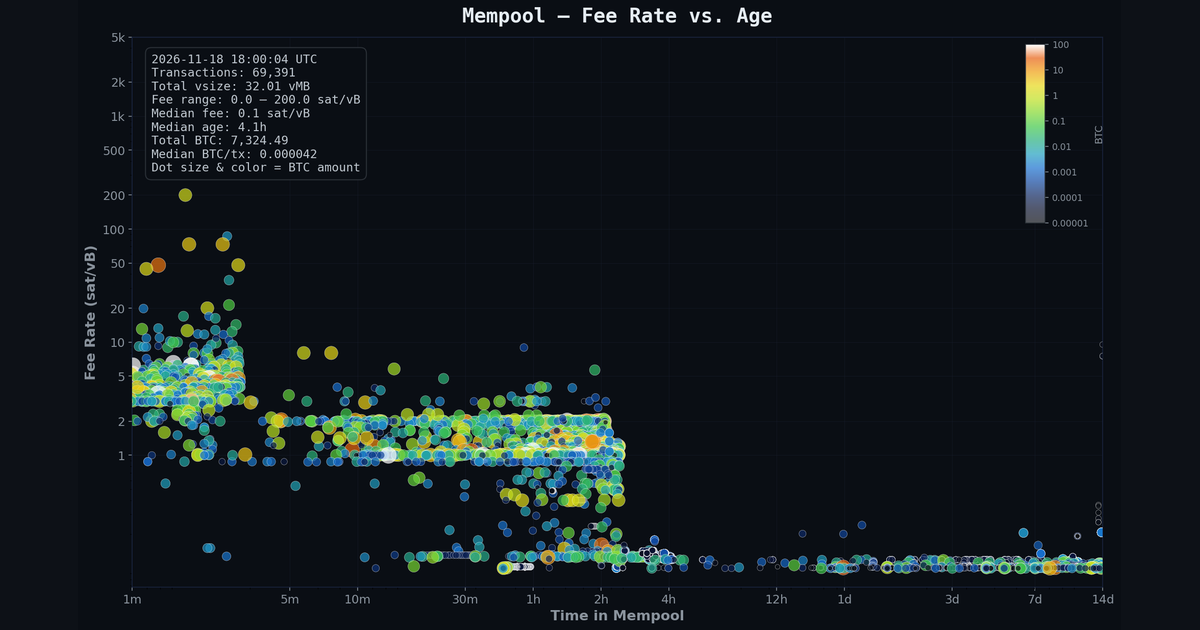 Mempool — Fee Rate vs. Age
2026-11-18 18:00:04 UTC
Transactions: 69,391
Total vsize: 32.01 vMB
Fee range: 0.0 – 200.0 sat/vB
Median fee: 0.1 sat/vB
Median age: 4.1h
Total BTC: 7,324.49
Median BTC/tx: 0.000042
Dot size & color = BTC amount
Fee Rate (sat/vB)
5k
2k
1k
500
200
100
50
20
10
5
2
1
100
10
1
0.1
0.01
0.001
0.0001
0.00001
BTC
1m
5m
10m
30m
1h
2h
4h
12h
1d
3d
7d
14d
Time in Mempool